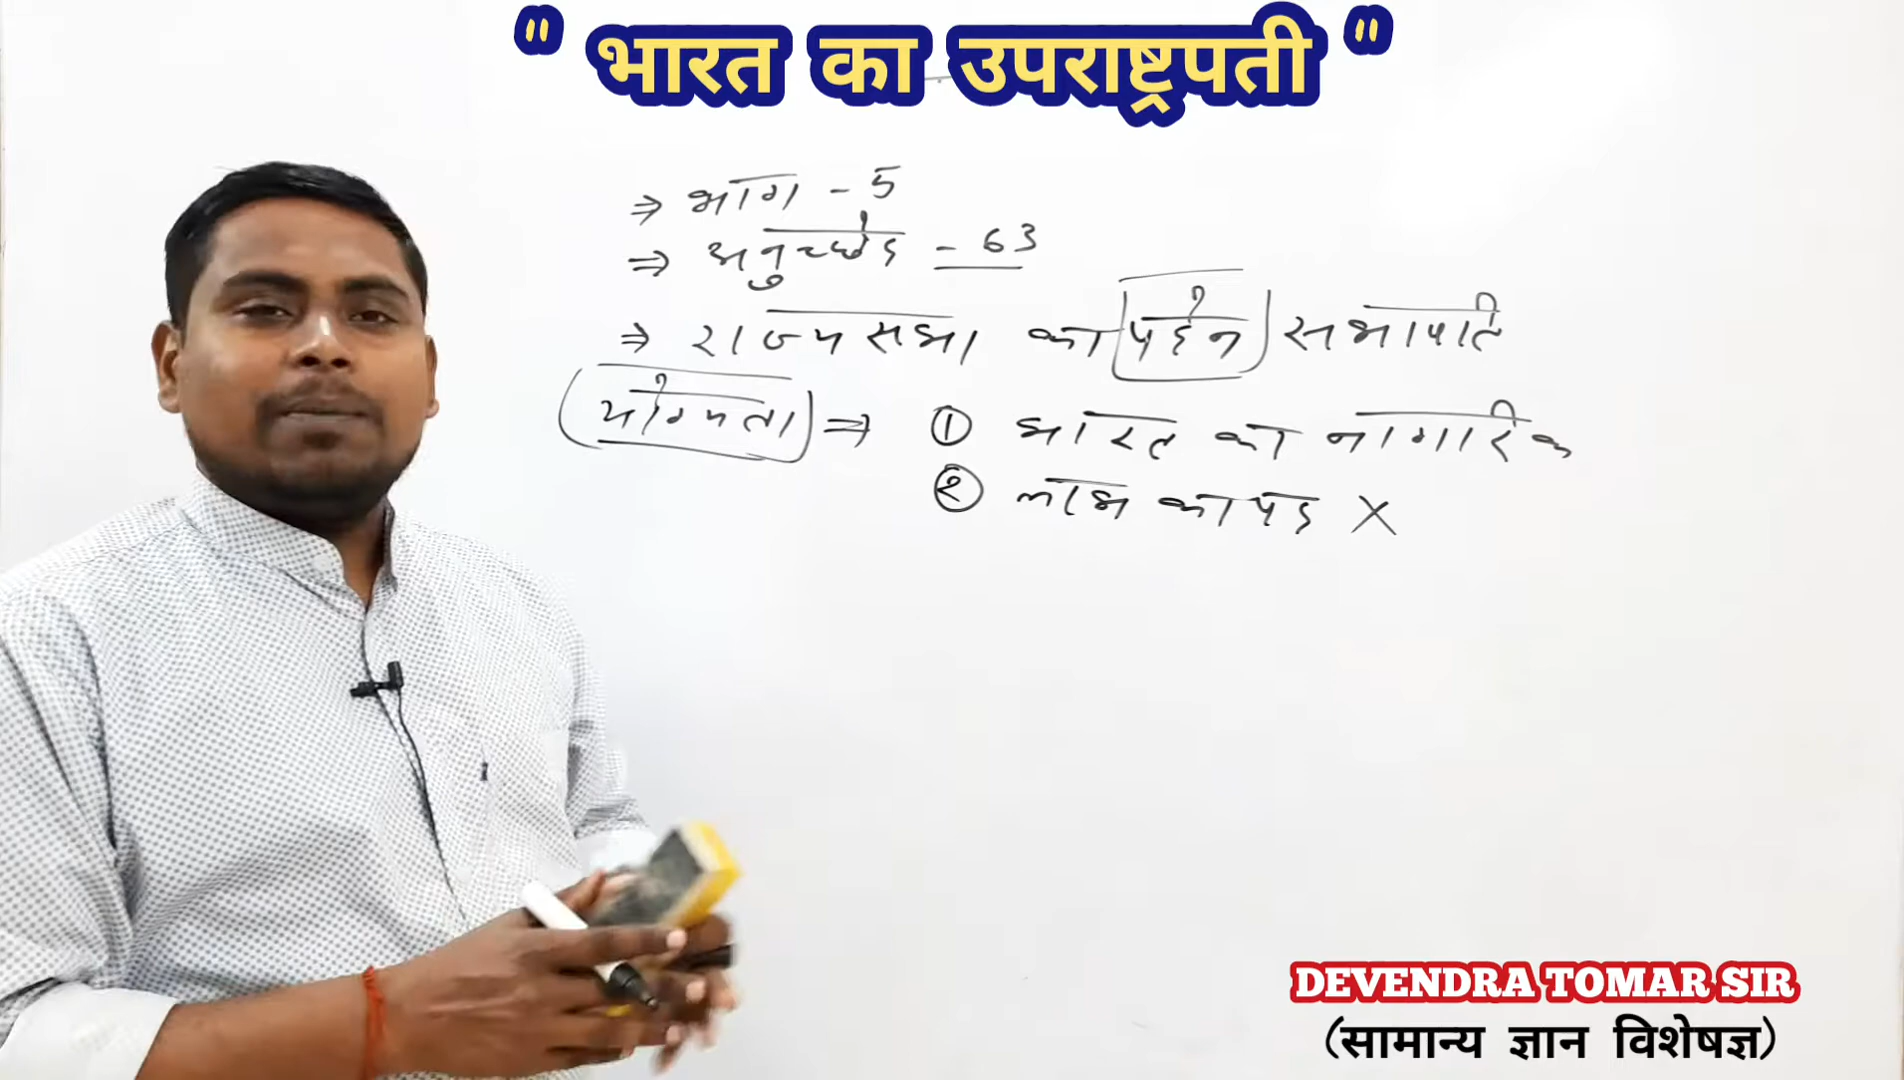 " भारत का उपराष्ट्रपती "
⇒ भाग - 5
⇒ अनुच्छेद - 63
⇒ राज्यसभा का पदेन सभापति
योग्यता ⇒ ① भारत का नागरिक
② लाभ का पद X
DEVENDRA TOMAR SIR
(सामान्य ज्ञान विशेषज्ञ)